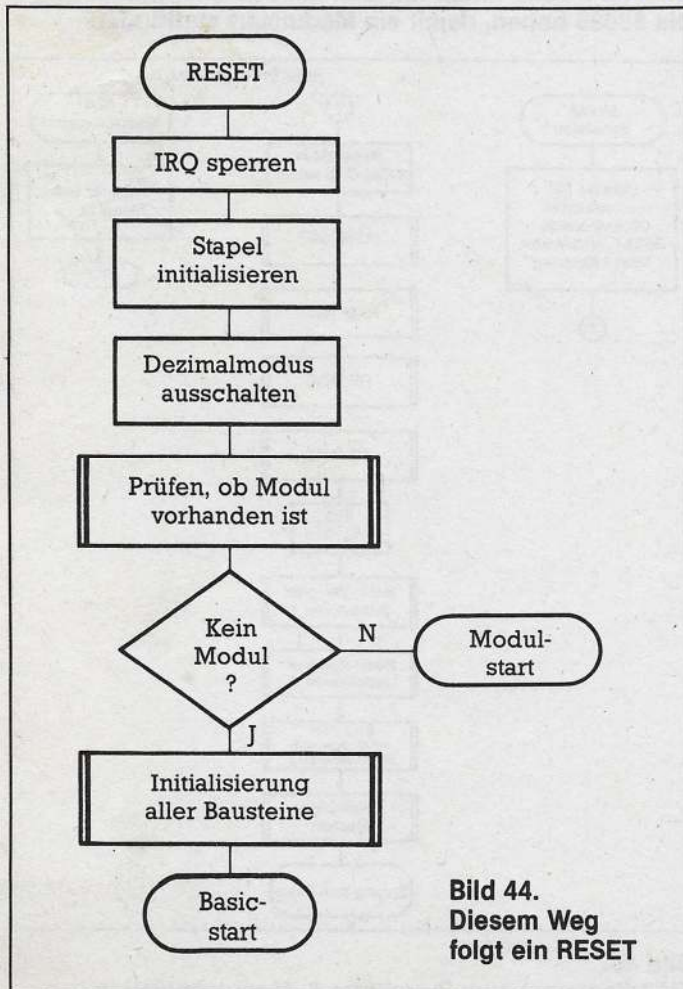 RESET
IRQ sperren
Stapel
initialisieren
Dezimalmodus
ausschalten
Prüfen, ob Modul
vorhanden ist
Kein
Modul
?
N
Modul-
start
J
Initialisierung
aller Bausteine
Basic-
start
Bild 44.
Diesem Weg
folgt ein RESET